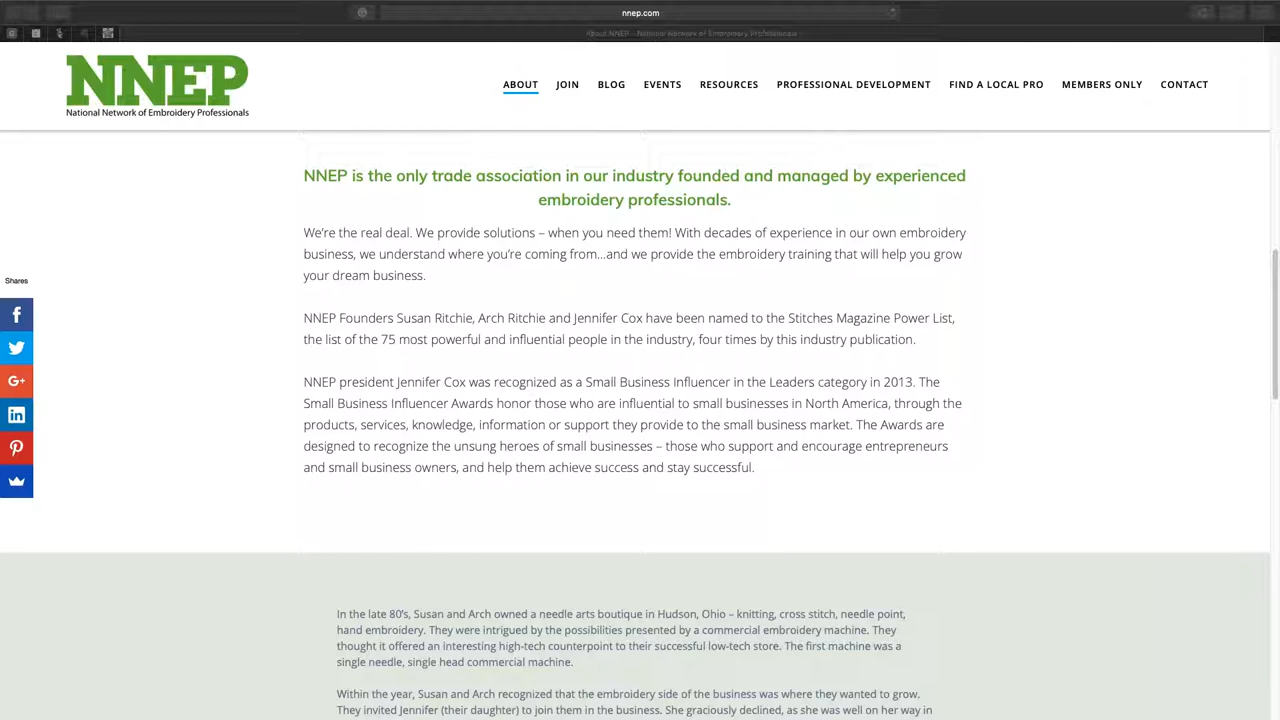 nnep.com
About NNEP - National Network of Embroidery Professionals
NNEP
National Network of Embroidery Professionals
ABOUT JOIN BLOG EVENTS RESOURCES PROFESSIONAL DEVELOPMENT FIND A LOCAL PRO MEMBERS ONLY CONTACT
NNEP is the only trade association in our industry founded and managed by experienced
embroidery professionals.
We're the real deal. We provide solutions – when you need them! With decades of experience in our own embroidery
business, we understand where you're coming from...and we provide the embroidery training that will help you grow
your dream business.
NNEP Founders Susan Ritchie, Arch Ritchie and Jennifer Cox have been named to the Stitches Magazine Power List,
the list of the 75 most powerful and influential people in the industry, four times by this industry publication.
NNEP president Jennifer Cox was recognized as a Small Business Influencer in the Leaders category in 2013. The
Small Business Influencer Awards honor those who are influential to small businesses in North America, through the
products, services, knowledge, information or support they provide to the small business market. The Awards are
designed to recognize the unsung heroes of small businesses – those who support and encourage entrepreneurs
and small business owners, and help them achieve success and stay successful.
Shares
G+
in
In the late 80's, Susan and Arch owned a needle arts boutique in Hudson, Ohio – knitting, cross stitch, needle point,
hand embroidery. They were intrigued by the possibilities presented by a commercial embroidery machine. They
thought it offered an interesting high-tech counterpoint to their successful low-tech store. The first machine was a
single needle, single head commercial machine.
Within the year, Susan and Arch recognized that the embroidery side of the business was where they wanted to grow.
They invited Jennifer (their daughter) to join them in the business. She graciously declined, as she was well on her way in